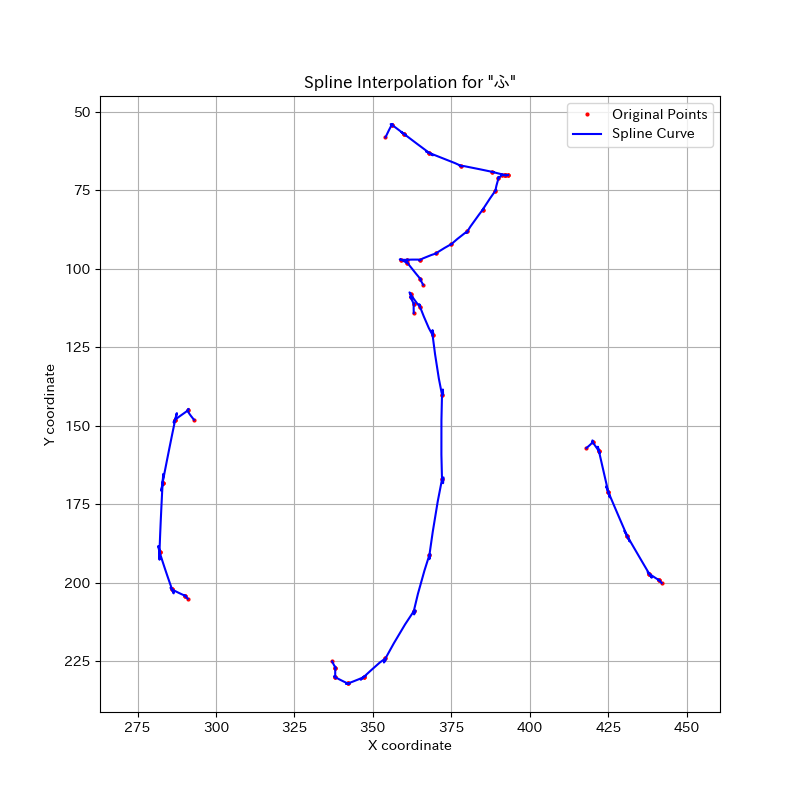 Spline Interpolation for "ふ"
Original Points
Spline Curve
50
75
100
125
150
175
200
225
Y coordinate
275 300 325 350 375 400 425 450
X coordinate